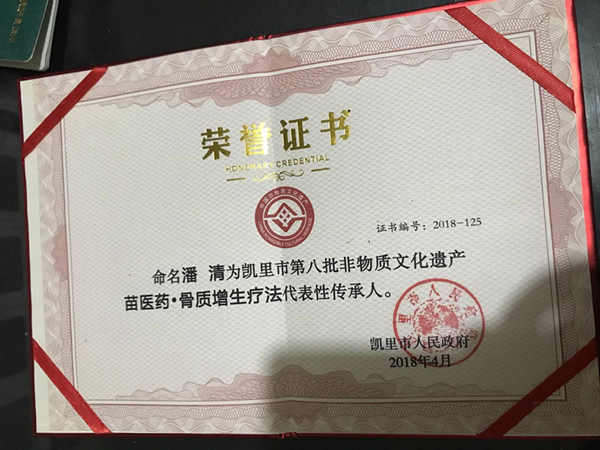 荣誉证书
HONORARY CREDENTIAL
证书编号：2018-125
命名潘 清为凯里市第八批非物质文化遗产
苗医药•骨质增生疗法代表性传承人。
凯里市人民政府
2018年4月